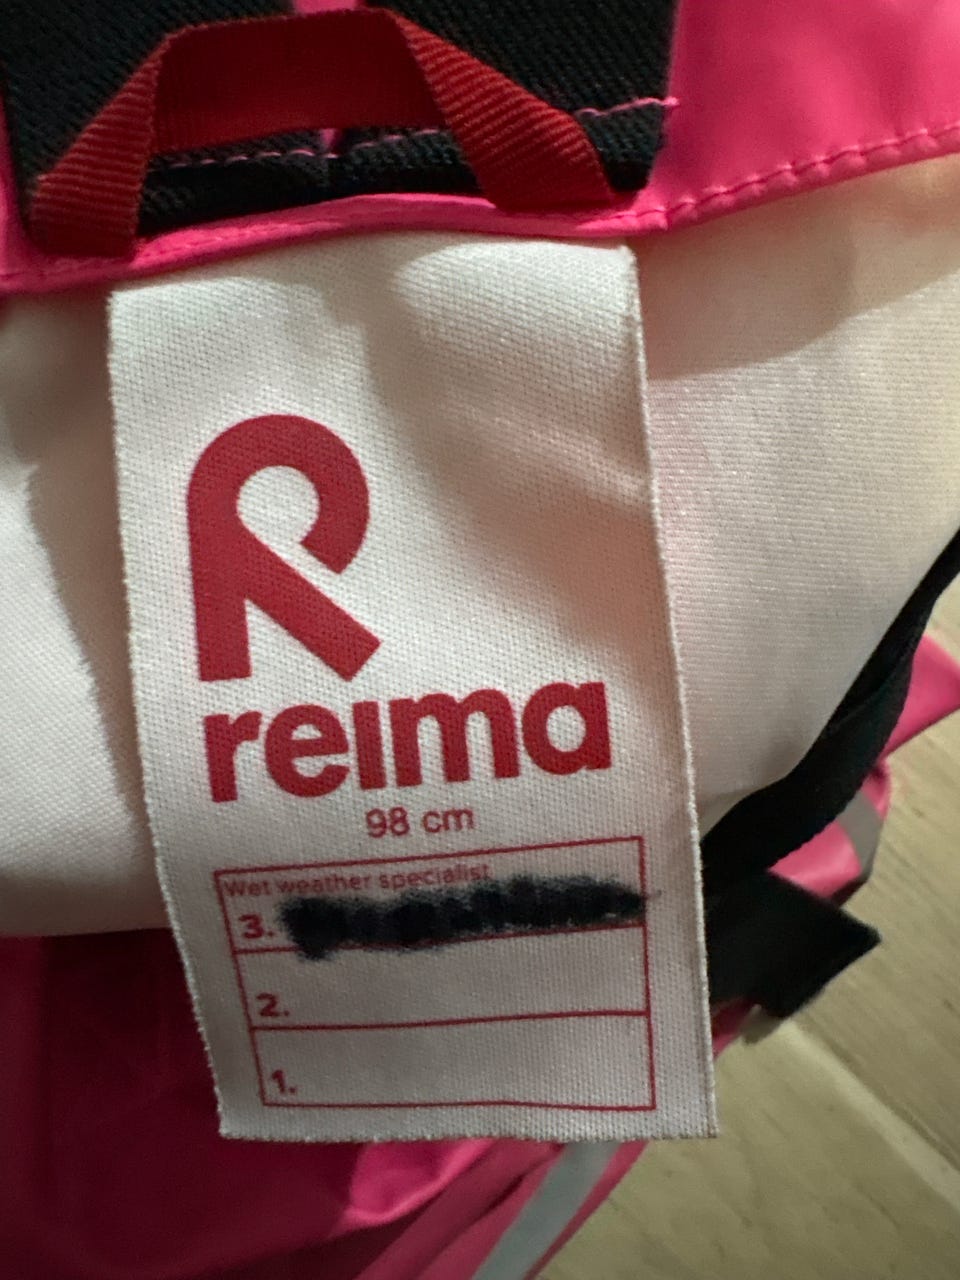 reima
98 cm
Wet weather specialist
3.
2.
1.